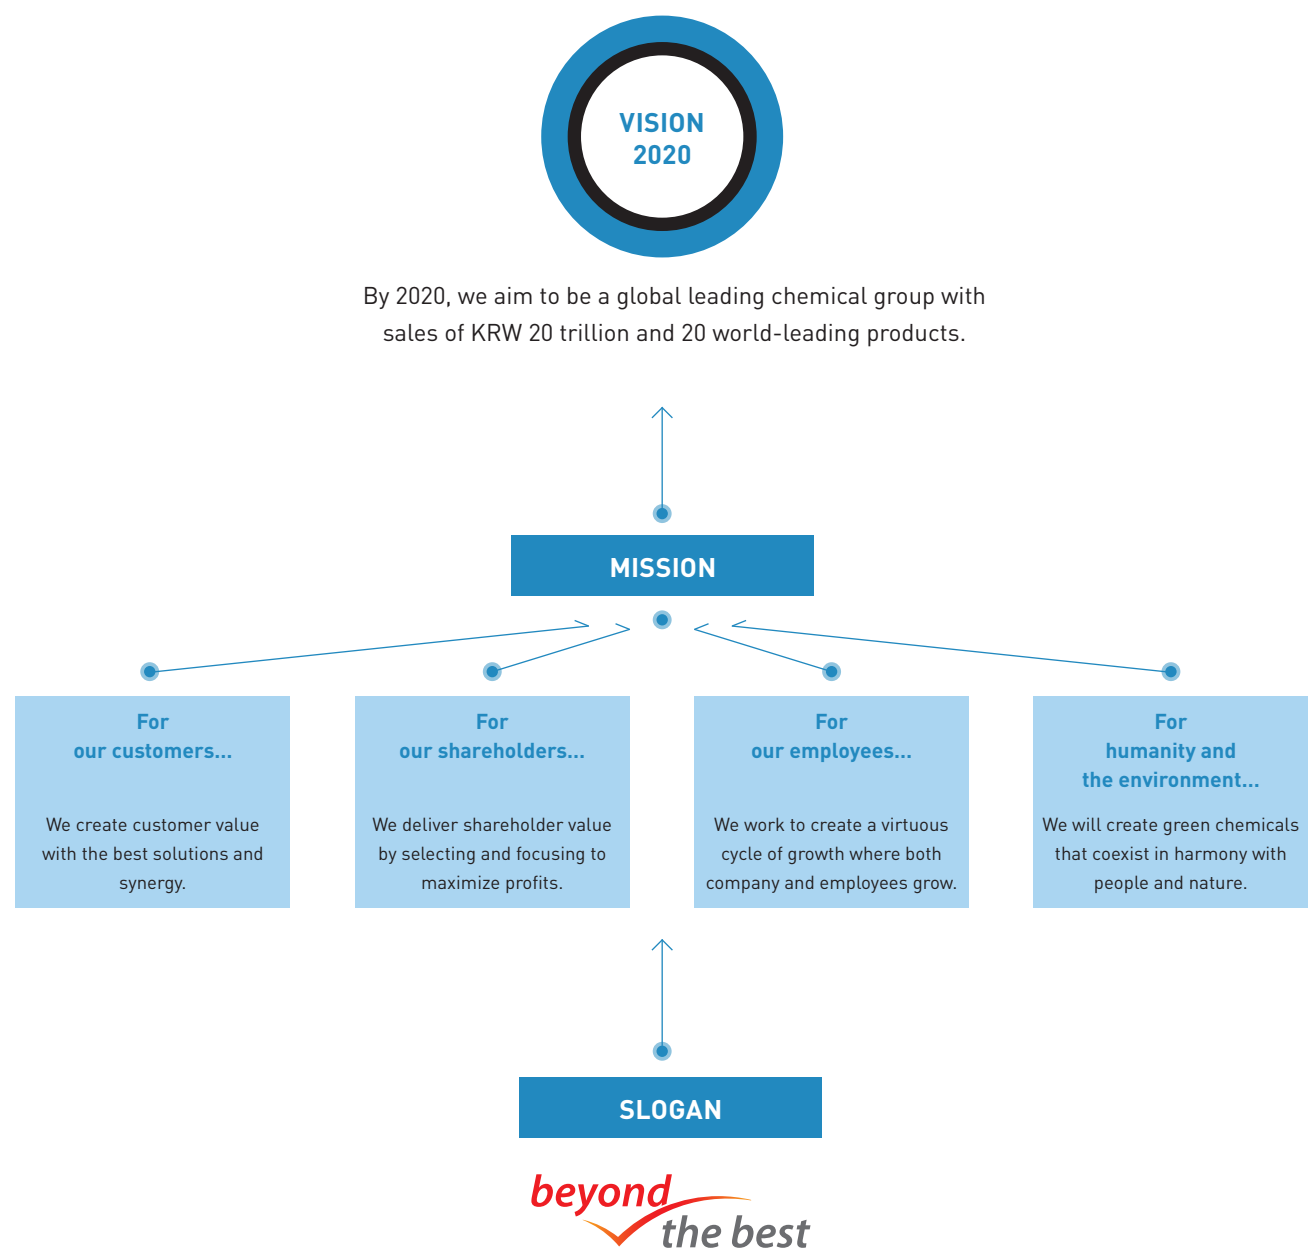 VISION
2020
By 2020, we aim to be a global leading chemical group with
sales of KRW 20 trillion and 20 world-leading products.
MISSION
For
our customers...
We create customer value
with the best solutions and
synergy.
For
our shareholders...
We deliver shareholder value
by selecting and focusing to
maximize profits.
For
our employees...
We work to create a virtuous
cycle of growth where both
company and employees grow.
For
humanity and
the environment...
We will create green chemicals
that coexist in harmony with
people and nature.
SLOGAN
beyond
the best